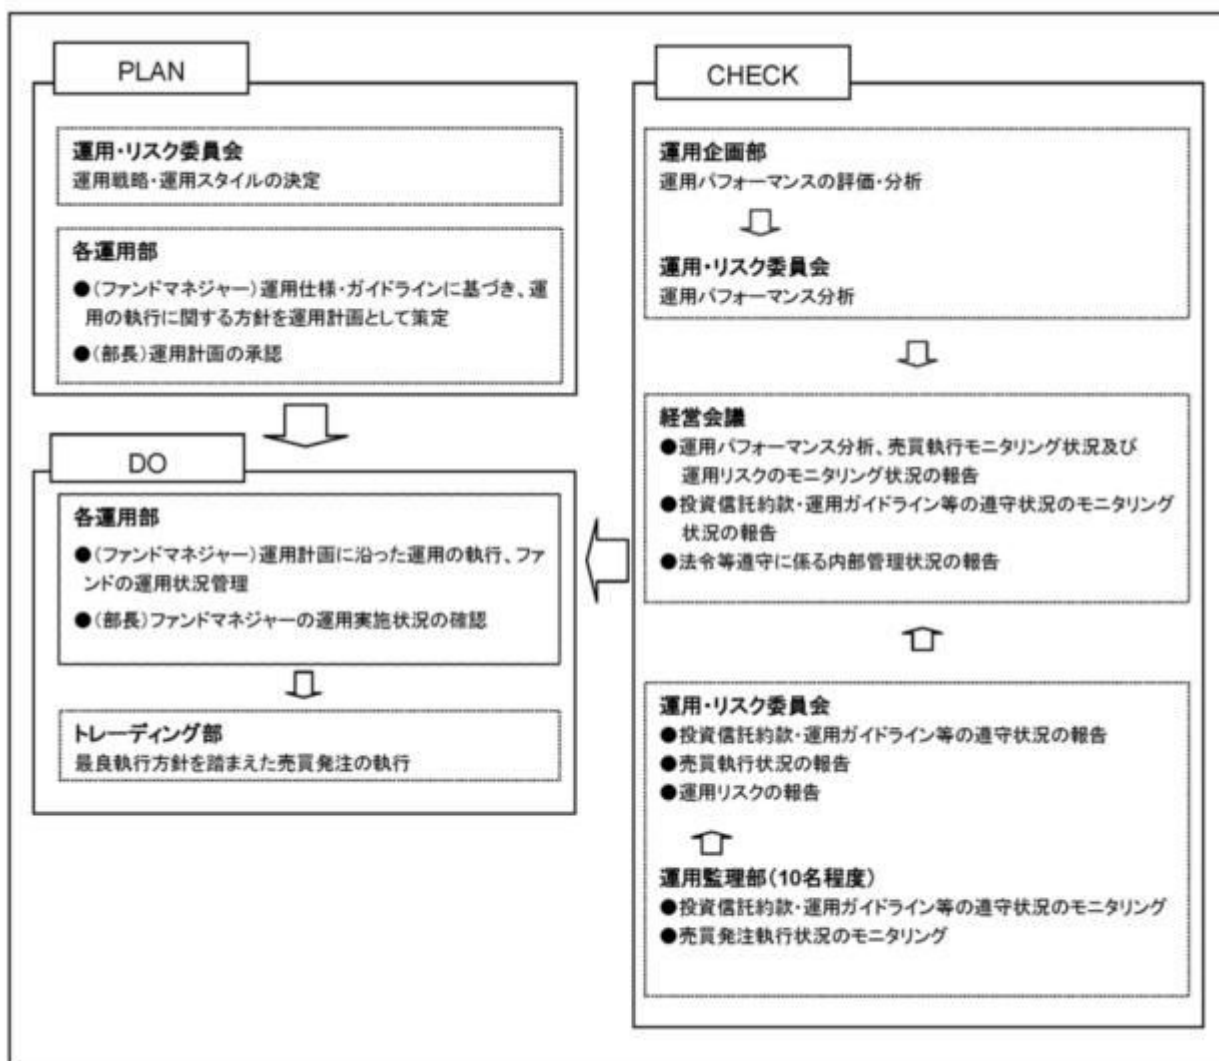 PLAN
運用・リスク委員会
運用戦略・運用スタイルの決定
各運用部
●(ファンドマネジャー)運用仕様・ガイドラインに基づき、運
用の執行に関する方針を運用計画として策定
●(部長)運用計画の承認
DO
各運用部
●(ファンドマネジャー)運用計画に沿った運用の執行、ファ
ンドの運用状況管理
●(部長)ファンドマネジャーの運用実施状況の確認
トレーディング部
最良執行方針を踏まえた売買発注の執行
CHECK
運用企画部
運用パフォーマンスの評価・分析
運用・リスク委員会
運用パフォーマンス分析
経営会議
●運用パフォーマンス分析、売買執行モニタリング状況及び
運用リスクのモニタリング状況の報告
●投資信託約款・運用ガイドライン等の遵守状況のモニタリング
状況の報告
●法令等遵守に係る内部管理状況の報告
運用・リスク委員会
●投資信託約款・運用ガイドライン等の遵守状況の報告
●売買執行状況の報告
●運用リスクの報告
運用監理部(10名程度)
●投資信託約款・運用ガイドライン等の遵守状況のモニタリング
●売買発注執行状況のモニタリング